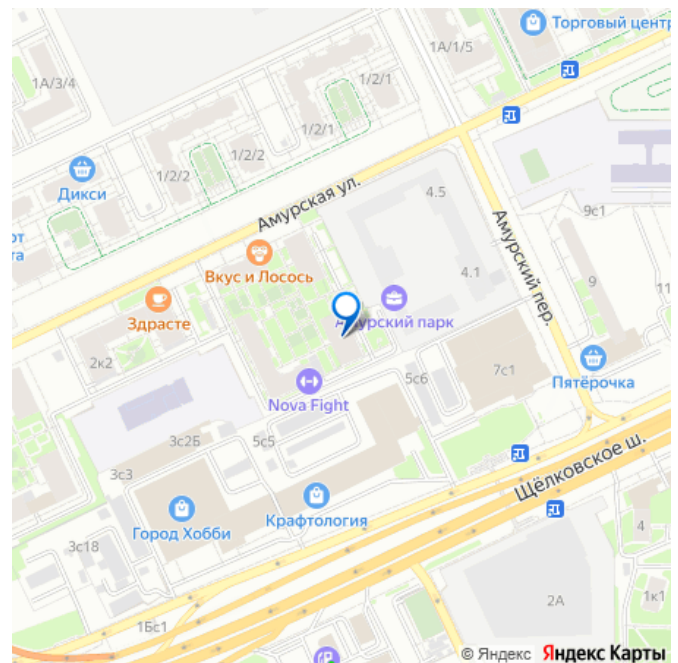 Торговый центр
1А/1/5
1А/3/4
1/2/1
1/2/1
1/2/2
1/2/2
Дикси
Амурская ул.
4.5
9с1
Вкус и Лосось
Амурский пер.
4.1
9
11
Здрасте
Амурский парк
2к2
7с1
5с6
Пятёрочка
Nova Fight
3с2Б
5с5
Щёлковское ш.
3с3
Город Хобби
Крафтология
4
3с18
2А
1к1
1Бс1
© Яндекс Яндекс Карты